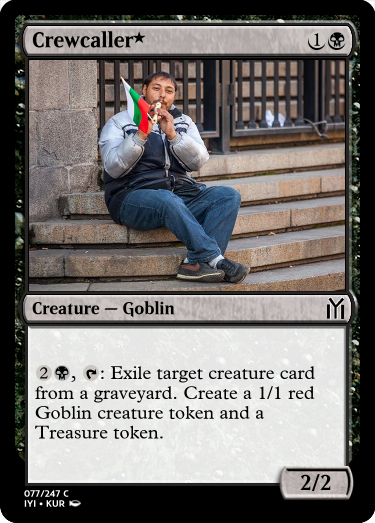 Crewcaller★ 1
Creature — Goblin
2, : Exile target creature card
from a graveyard. Create a 1/1 red
Goblin creature token and a
Treasure token.
2/2
077/247 C
IYI • KUR